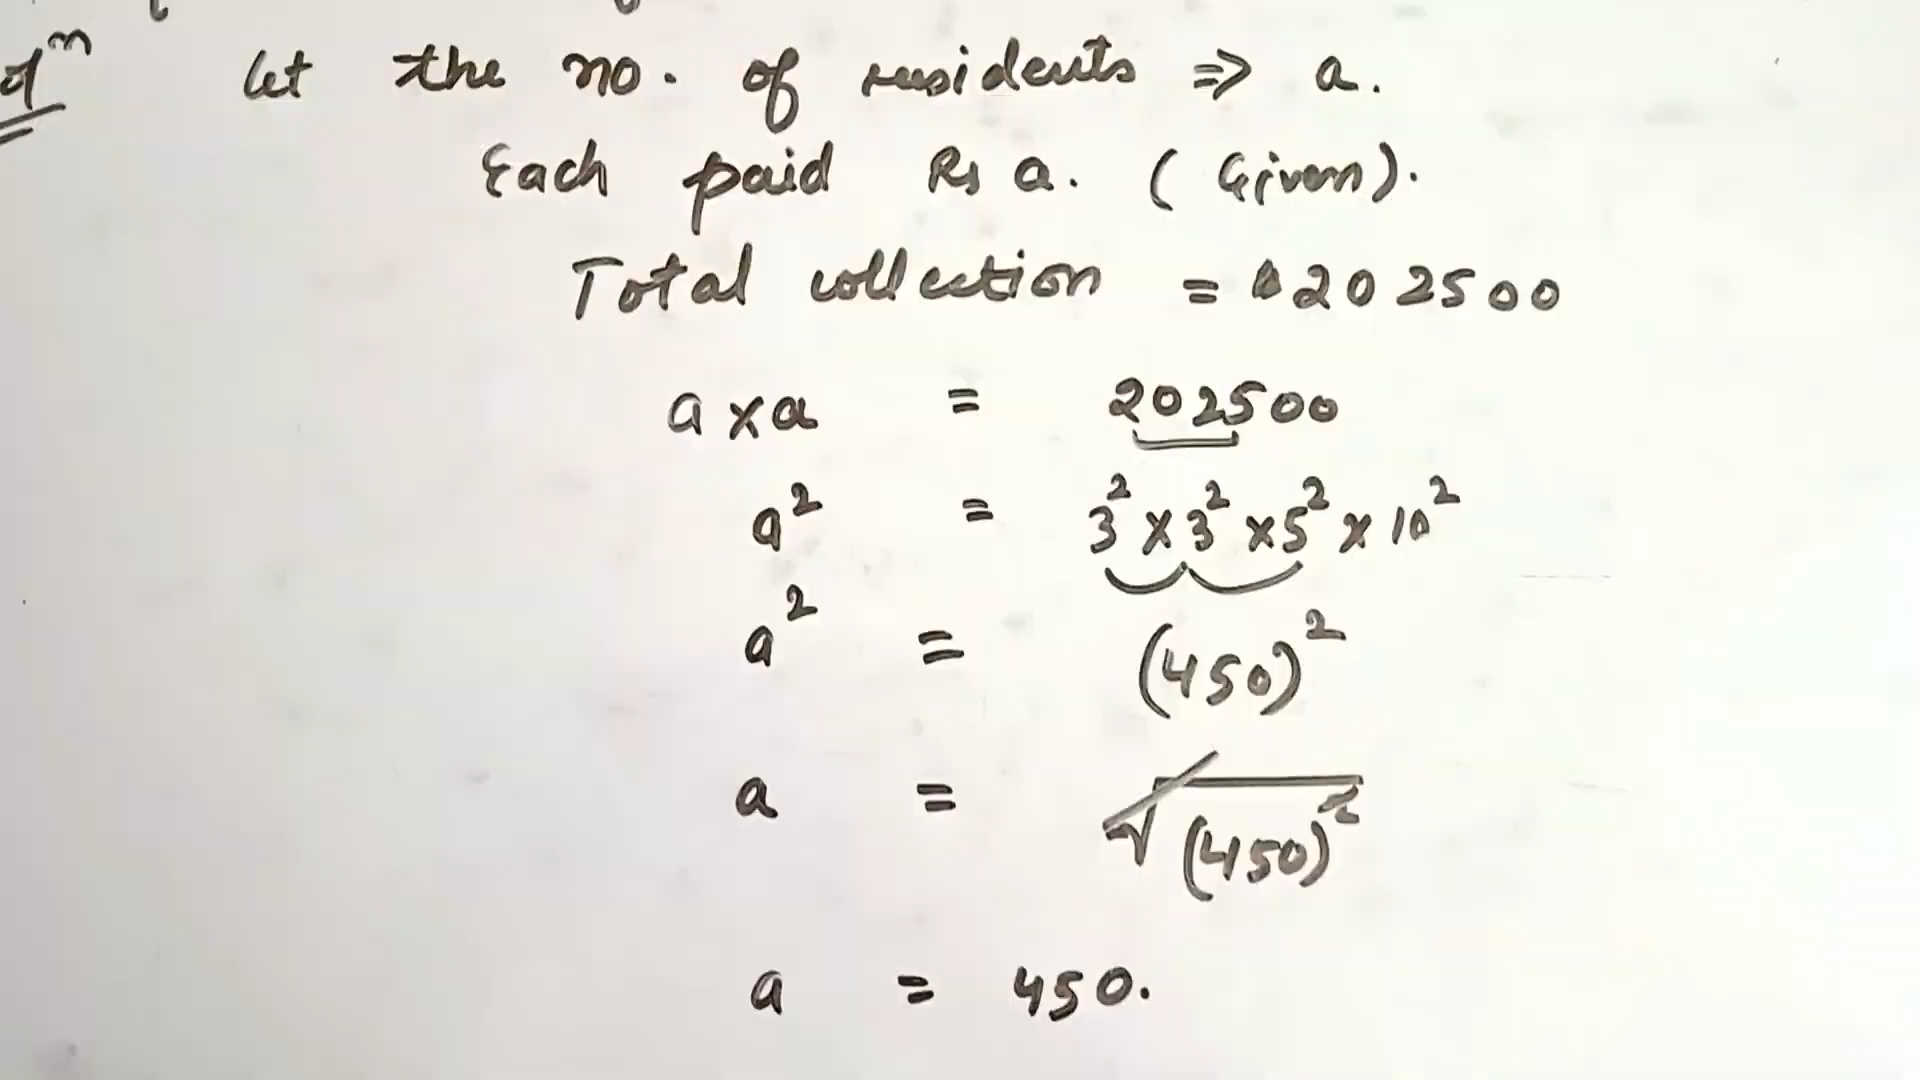 let the no. of residents => a.
Each paid Rs a. (Given).
Total collection = 202500
a x a = 202500
a² = 3² x 3² x 5² x 10²
a² = (450)²
a = √(450)²
a = 450.